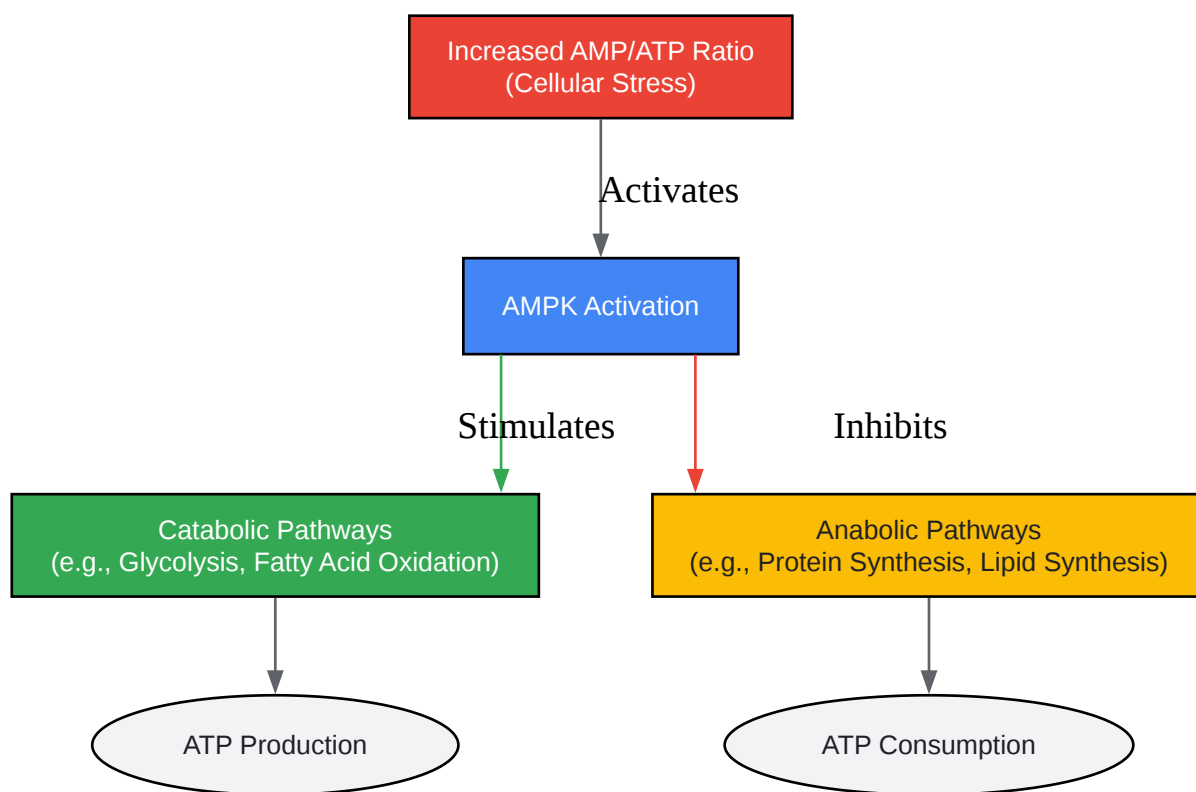 Increased AMP/ATP Ratio
(Cellular Stress)
Activates
AMPK Activation
Stimulates
Inhibits
Catabolic Pathways
(e.g., Glycolysis, Fatty Acid Oxidation)
Anabolic Pathways
(e.g., Protein Synthesis, Lipid Synthesis)
ATP Production
ATP Consumption